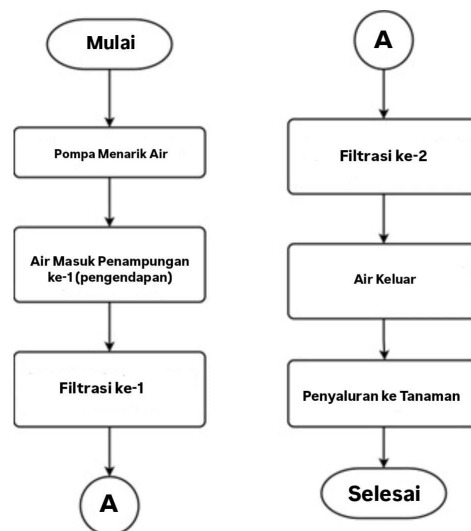 Mulai
Pompa Menarik Air
Air Masuk Penampungan
ke-1 (pengendapan)
Filtrasi ke-1
A
A
Filtrasi ke-2
Air Keluar
Penyaluran ke Tanaman
Selesai